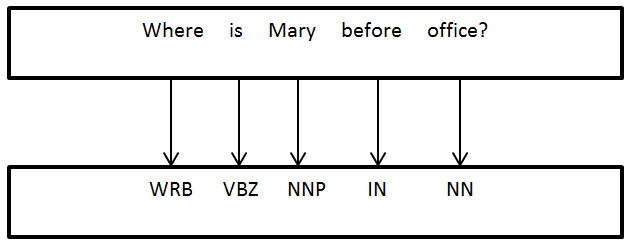 Where is Mary before office?
WRB VBZ NNP IN NN